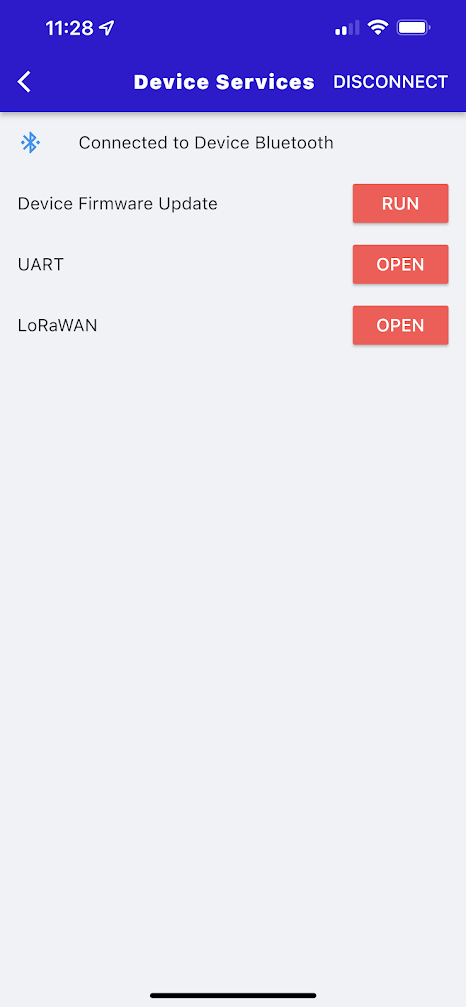 11:28
Device Services DISCONNECT
Connected to Device Bluetooth
Device Firmware Update RUN
UART OPEN
LoRaWAN OPEN